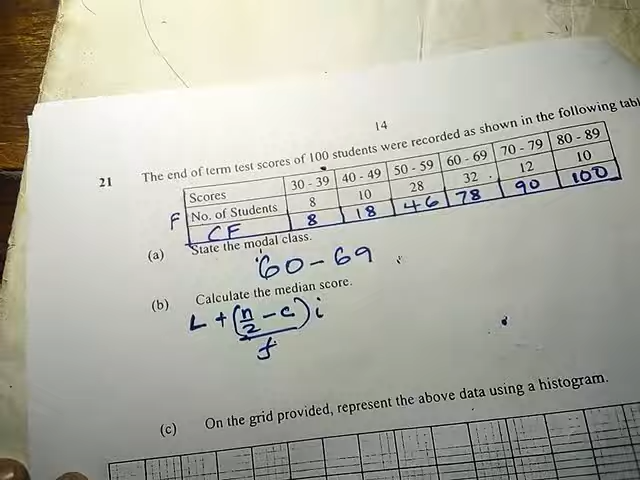 14
21 The end of term test scores of 100 students were recorded as shown in the following
Scores 30 - 39 40 - 49 50 - 59 60 - 69 70 - 79 80 - 89
No. of Students 8 10 28 32 12 10
F CF 8 18 46 78 90 100
(a) State the modal class.
60 - 69
(b) Calculate the median score.
L + (n/2 - c)/f i
(c) On the grid provided, represent the above data using a histogram.